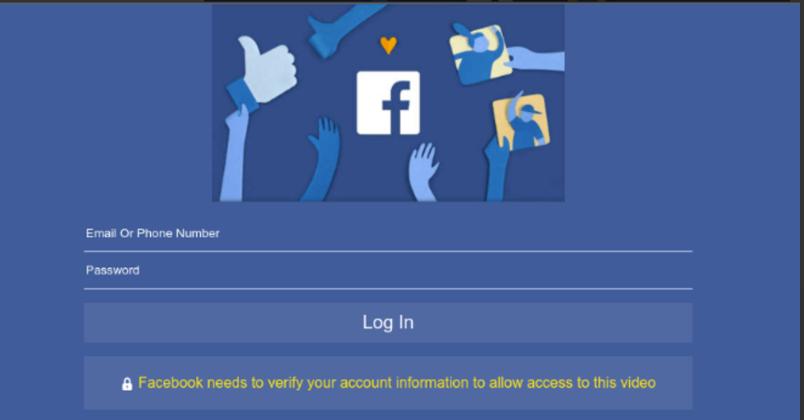 f
Email Or Phone Number
Password
Log In
Facebook needs to verify your account information to allow access to this video